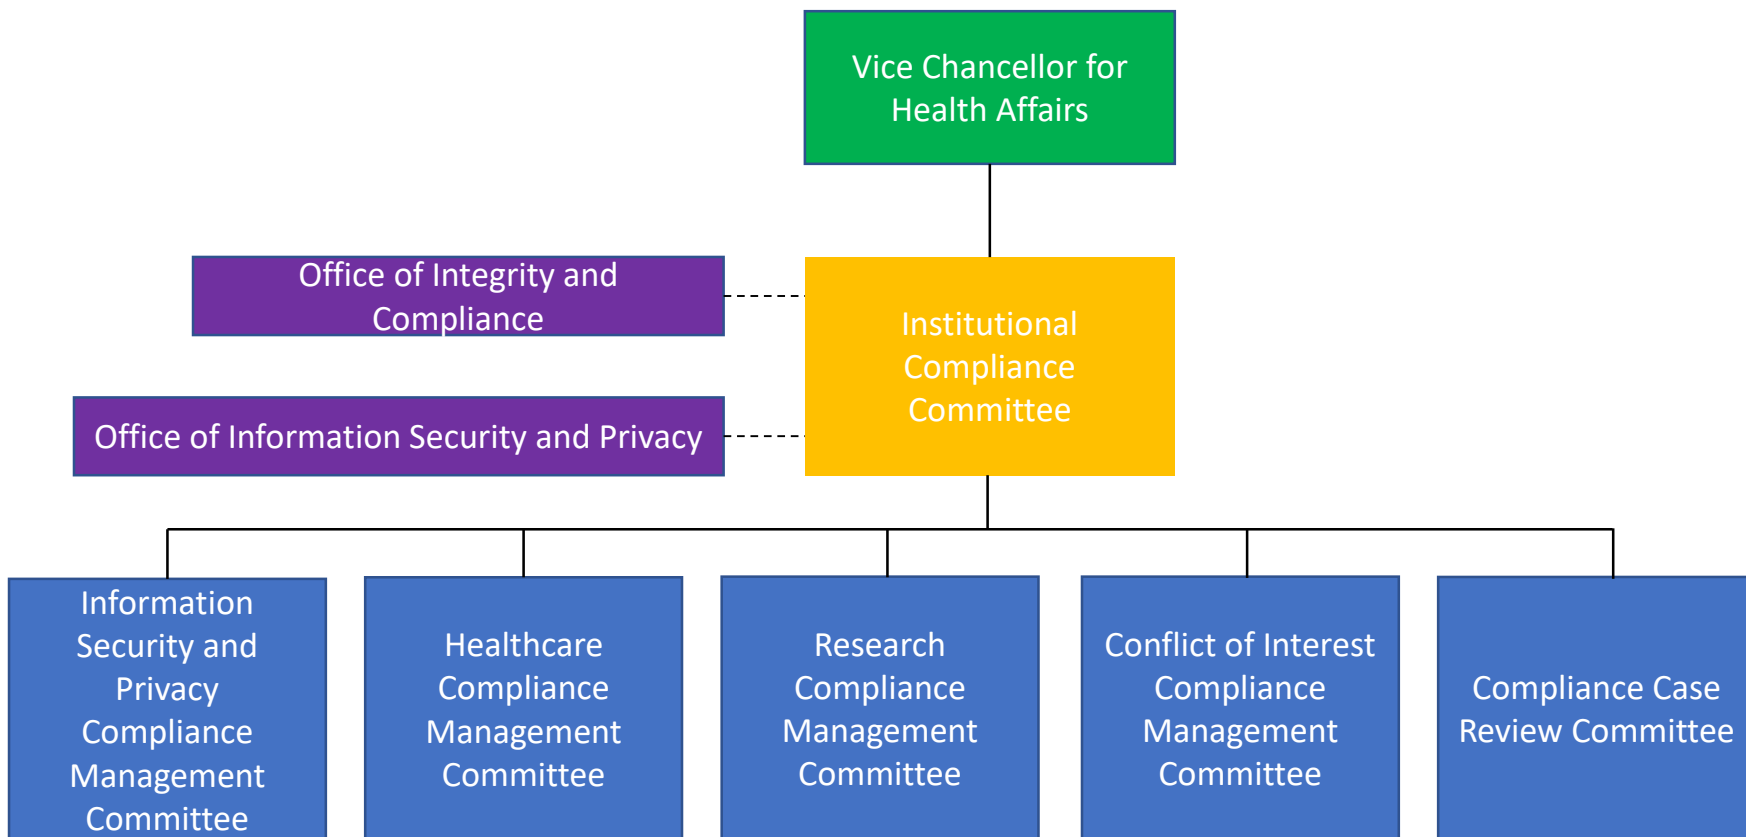 Vice Chancellor for
Health Affairs
Office of Integrity and
Compliance
Institutional
Compliance
Committee
Office of Information Security and Privacy
Information
Security and
Privacy
Compliance
Management
Committee
Healthcare
Compliance
Management
Committee
Research
Compliance
Management
Committee
Conflict of Interest
Compliance
Management
Committee
Compliance Case
Review Committee